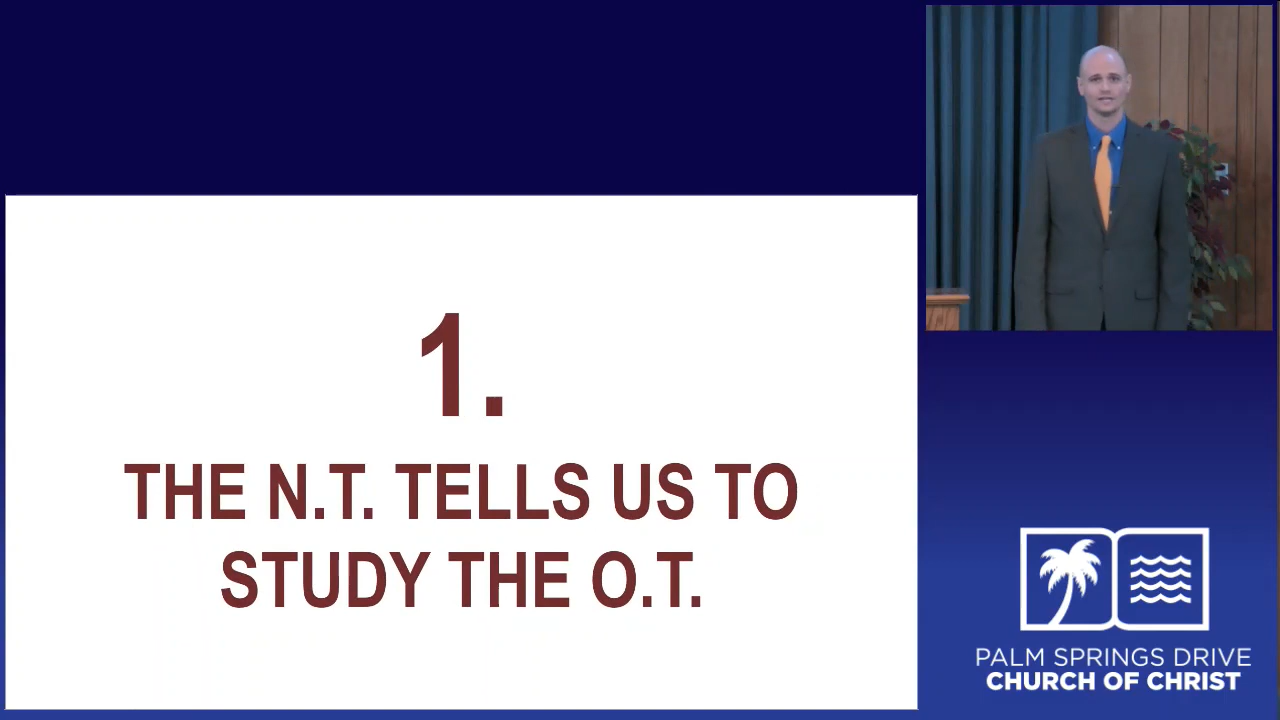 1.
THE N.T. TELLS US TO
STUDY THE O.T.
PALM SPRINGS DRIVE
CHURCH OF CHRIST